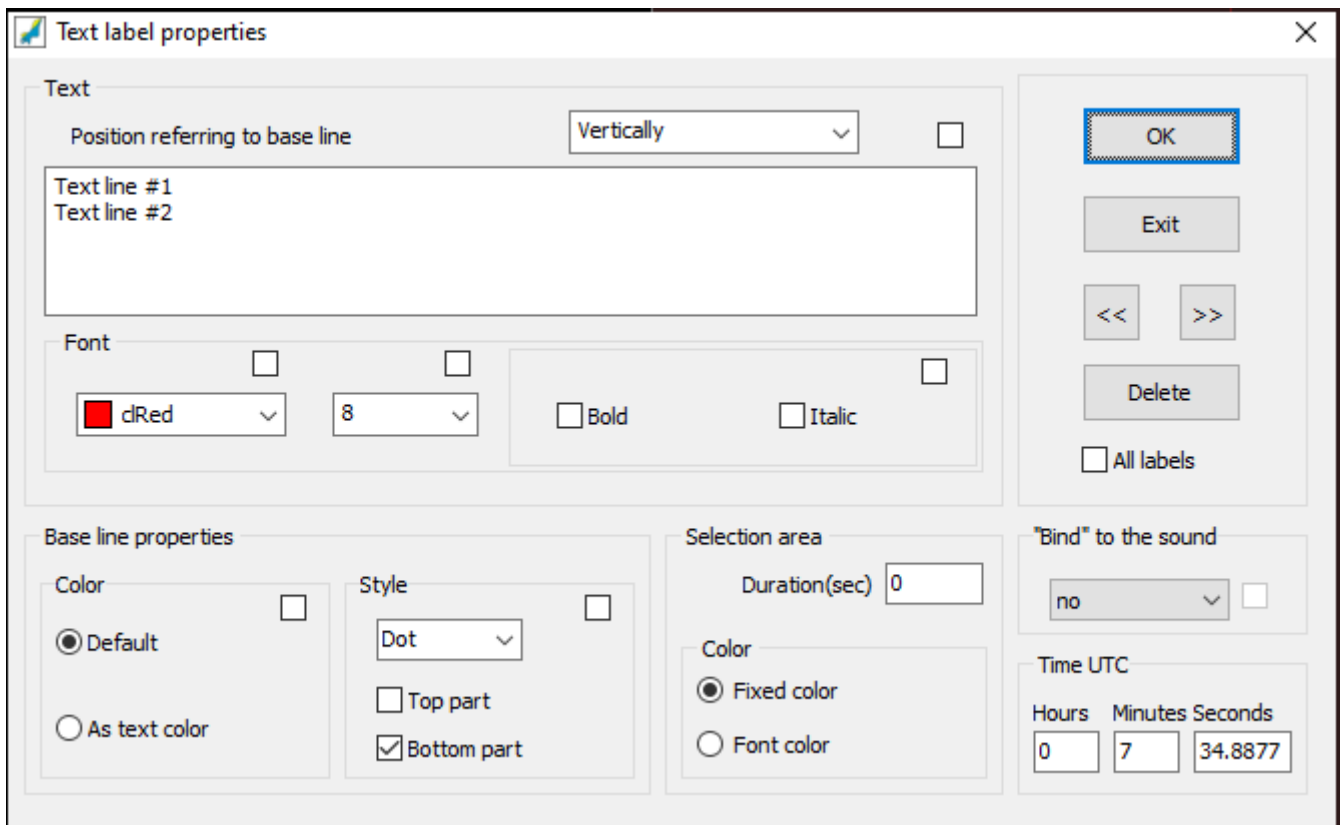 Text label properties
Text
Position referring to base line
Vertically
OK
Text line #1
Text line #2
Exit
<<
>>
Font
clRed
8
Bold
Italic
Delete
All labels
Base line properties
Color
Default
As text color
Style
Dot
Top part
Bottom part
Selection area
Duration(sec)
0
Color
Fixed color
Font color
"Bind" to the sound
no
Time UTC
Hours Minutes Seconds
0 7 34.8877